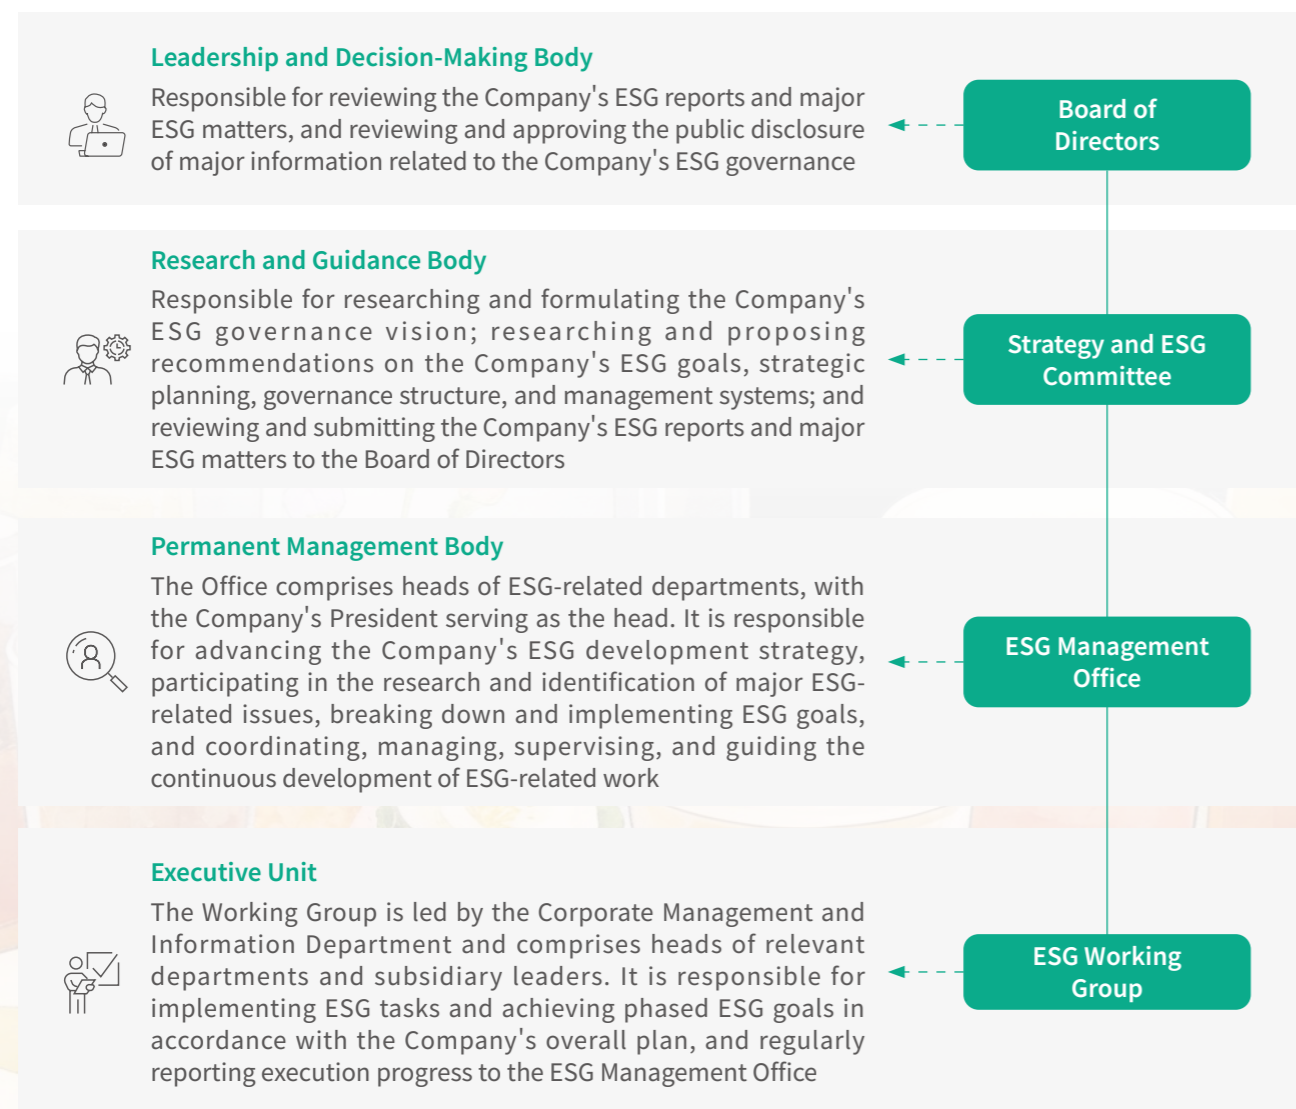 Leadership and Decision-Making Body
Responsible for reviewing the Company's ESG reports and major
ESG matters, and reviewing and approving the public disclosure
of major information related to the Company's ESG governance
Board of
Directors
Research and Guidance Body
Responsible for researching and formulating the Company's
ESG governance vision; researching and proposing
recommendations on the Company's ESG goals, strategic
planning, governance structure, and management systems; and
reviewing and submitting the Company's ESG reports and major
ESG matters to the Board of Directors
Strategy and ESG
Committee
Permanent Management Body
The Office comprises heads of ESG-related departments, with
the Company's President serving as the head. It is responsible
for advancing the Company's ESG development strategy,
participating in the research and identification of major ESG-
related issues, breaking down and implementing ESG goals,
and coordinating, managing, supervising, and guiding the
continuous development of ESG-related work
ESG Management
Office
Executive Unit
The Working Group is led by the Corporate Management and
Information Department and comprises heads of relevant
departments and subsidiary leaders. It is responsible for
implementing ESG tasks and achieving phased ESG goals in
accordance with the Company's overall plan, and regularly
reporting execution progress to the ESG Management Office
ESG Working
Group